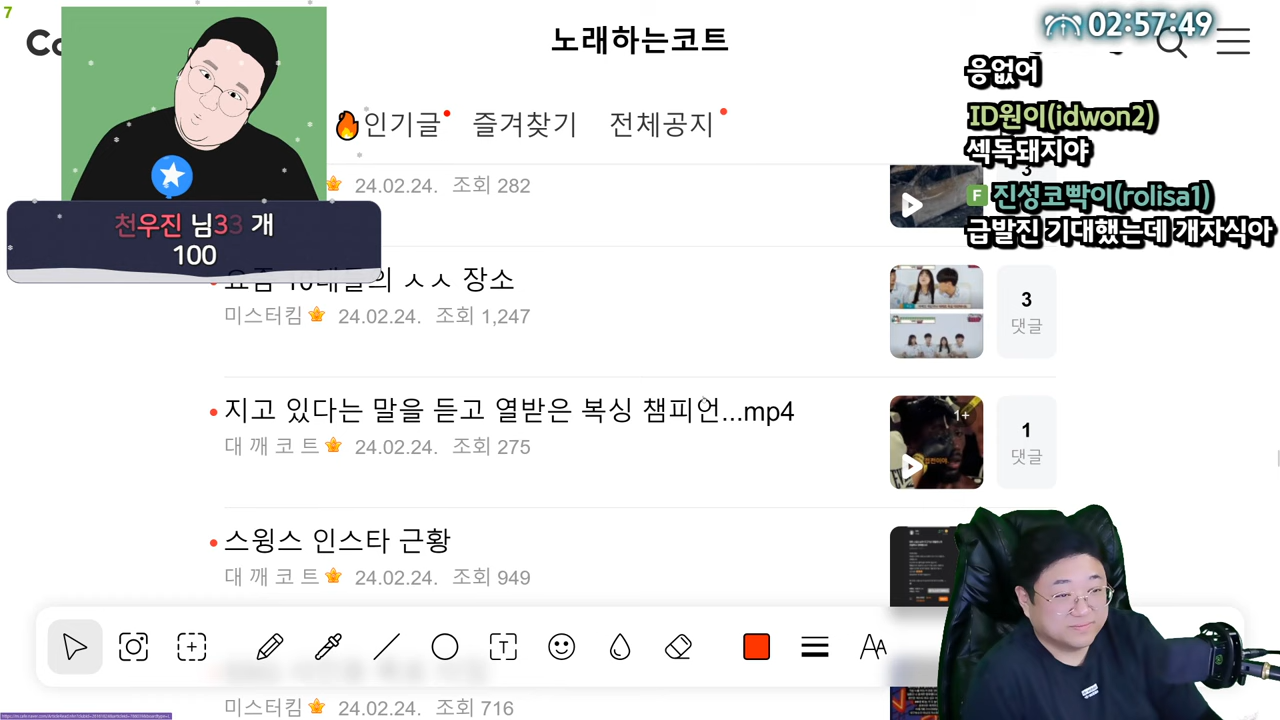 7
02:57:49
Co
노래하는코트
응없어
ID원이(idwon2)
섹독돼지야
F 진성코빡이(rolisa1)
급발진 기대했는데 개자식아
인기글
즐겨찾기
전체공지
24.02.24. 조회 282
3
천우진 님33 개
100
요즘 10대들의 ㅅㅅ 장소
미스터킴 24.02.24. 조회 1,247
3
댓글
지고 있다는 말을 듣고 열받은 복싱 챔피언...mp4
대 깨 코 트 24.02.24. 조회 275
1+
1
댓글
스윙스 인스타 근황
대 깨 코 트 24.02.24. 조회 949
T
AA
미스터킴 24.02.24. 조회 716